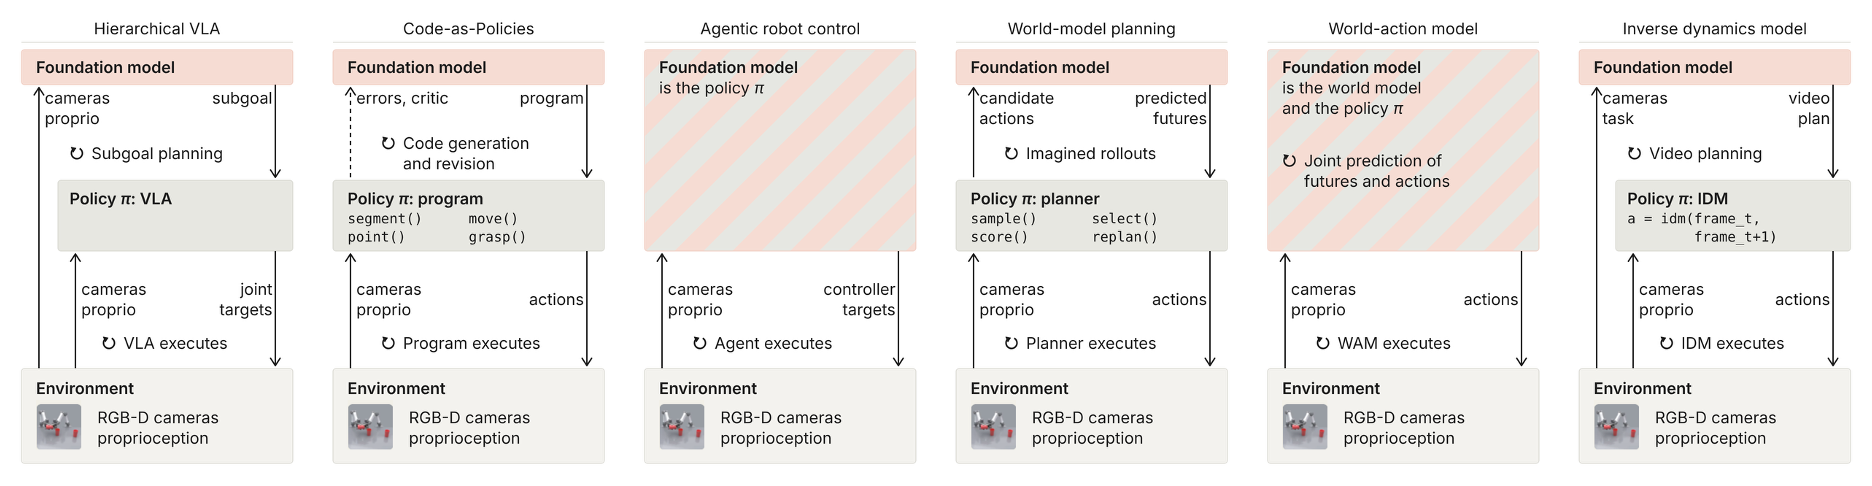 Hierarchical VLA
Foundation model
cameras
proprio
subgoal
↻ Subgoal planning
Policy π: VLA
cameras
proprio
joint
targets
↻ VLA executes
Environment
RGB-D cameras
proprioception
Code-as-Policies
Foundation model
errors, critic
program
↻ Code generation
and revision
Policy π: program
segment() move()
point() grasp()
cameras
proprio
actions
↻ Program executes
Environment
RGB-D cameras
proprioception
Agentic robot control
Foundation model
is the policy π
cameras
proprio
controller
targets
↻ Agent executes
Environment
RGB-D cameras
proprioception
World-model planning
Foundation model
candidate
actions
predicted
futures
↻ Imagined rollouts
Policy π: planner
sample() select()
score() replan()
cameras
proprio
actions
↻ Planner executes
Environment
RGB-D cameras
proprioception
World-action model
Foundation model
is the world model
and the policy π
↻ Joint prediction of
futures and actions
cameras
proprio
actions
↻ WAM executes
Environment
RGB-D cameras
proprioception
Inverse dynamics model
Foundation model
cameras
task
video
plan
↻ Video planning
Policy π: IDM
a = idm(frame_t,
frame_t+1)
cameras
proprio
actions
↻ IDM executes
Environment
RGB-D cameras
proprioception